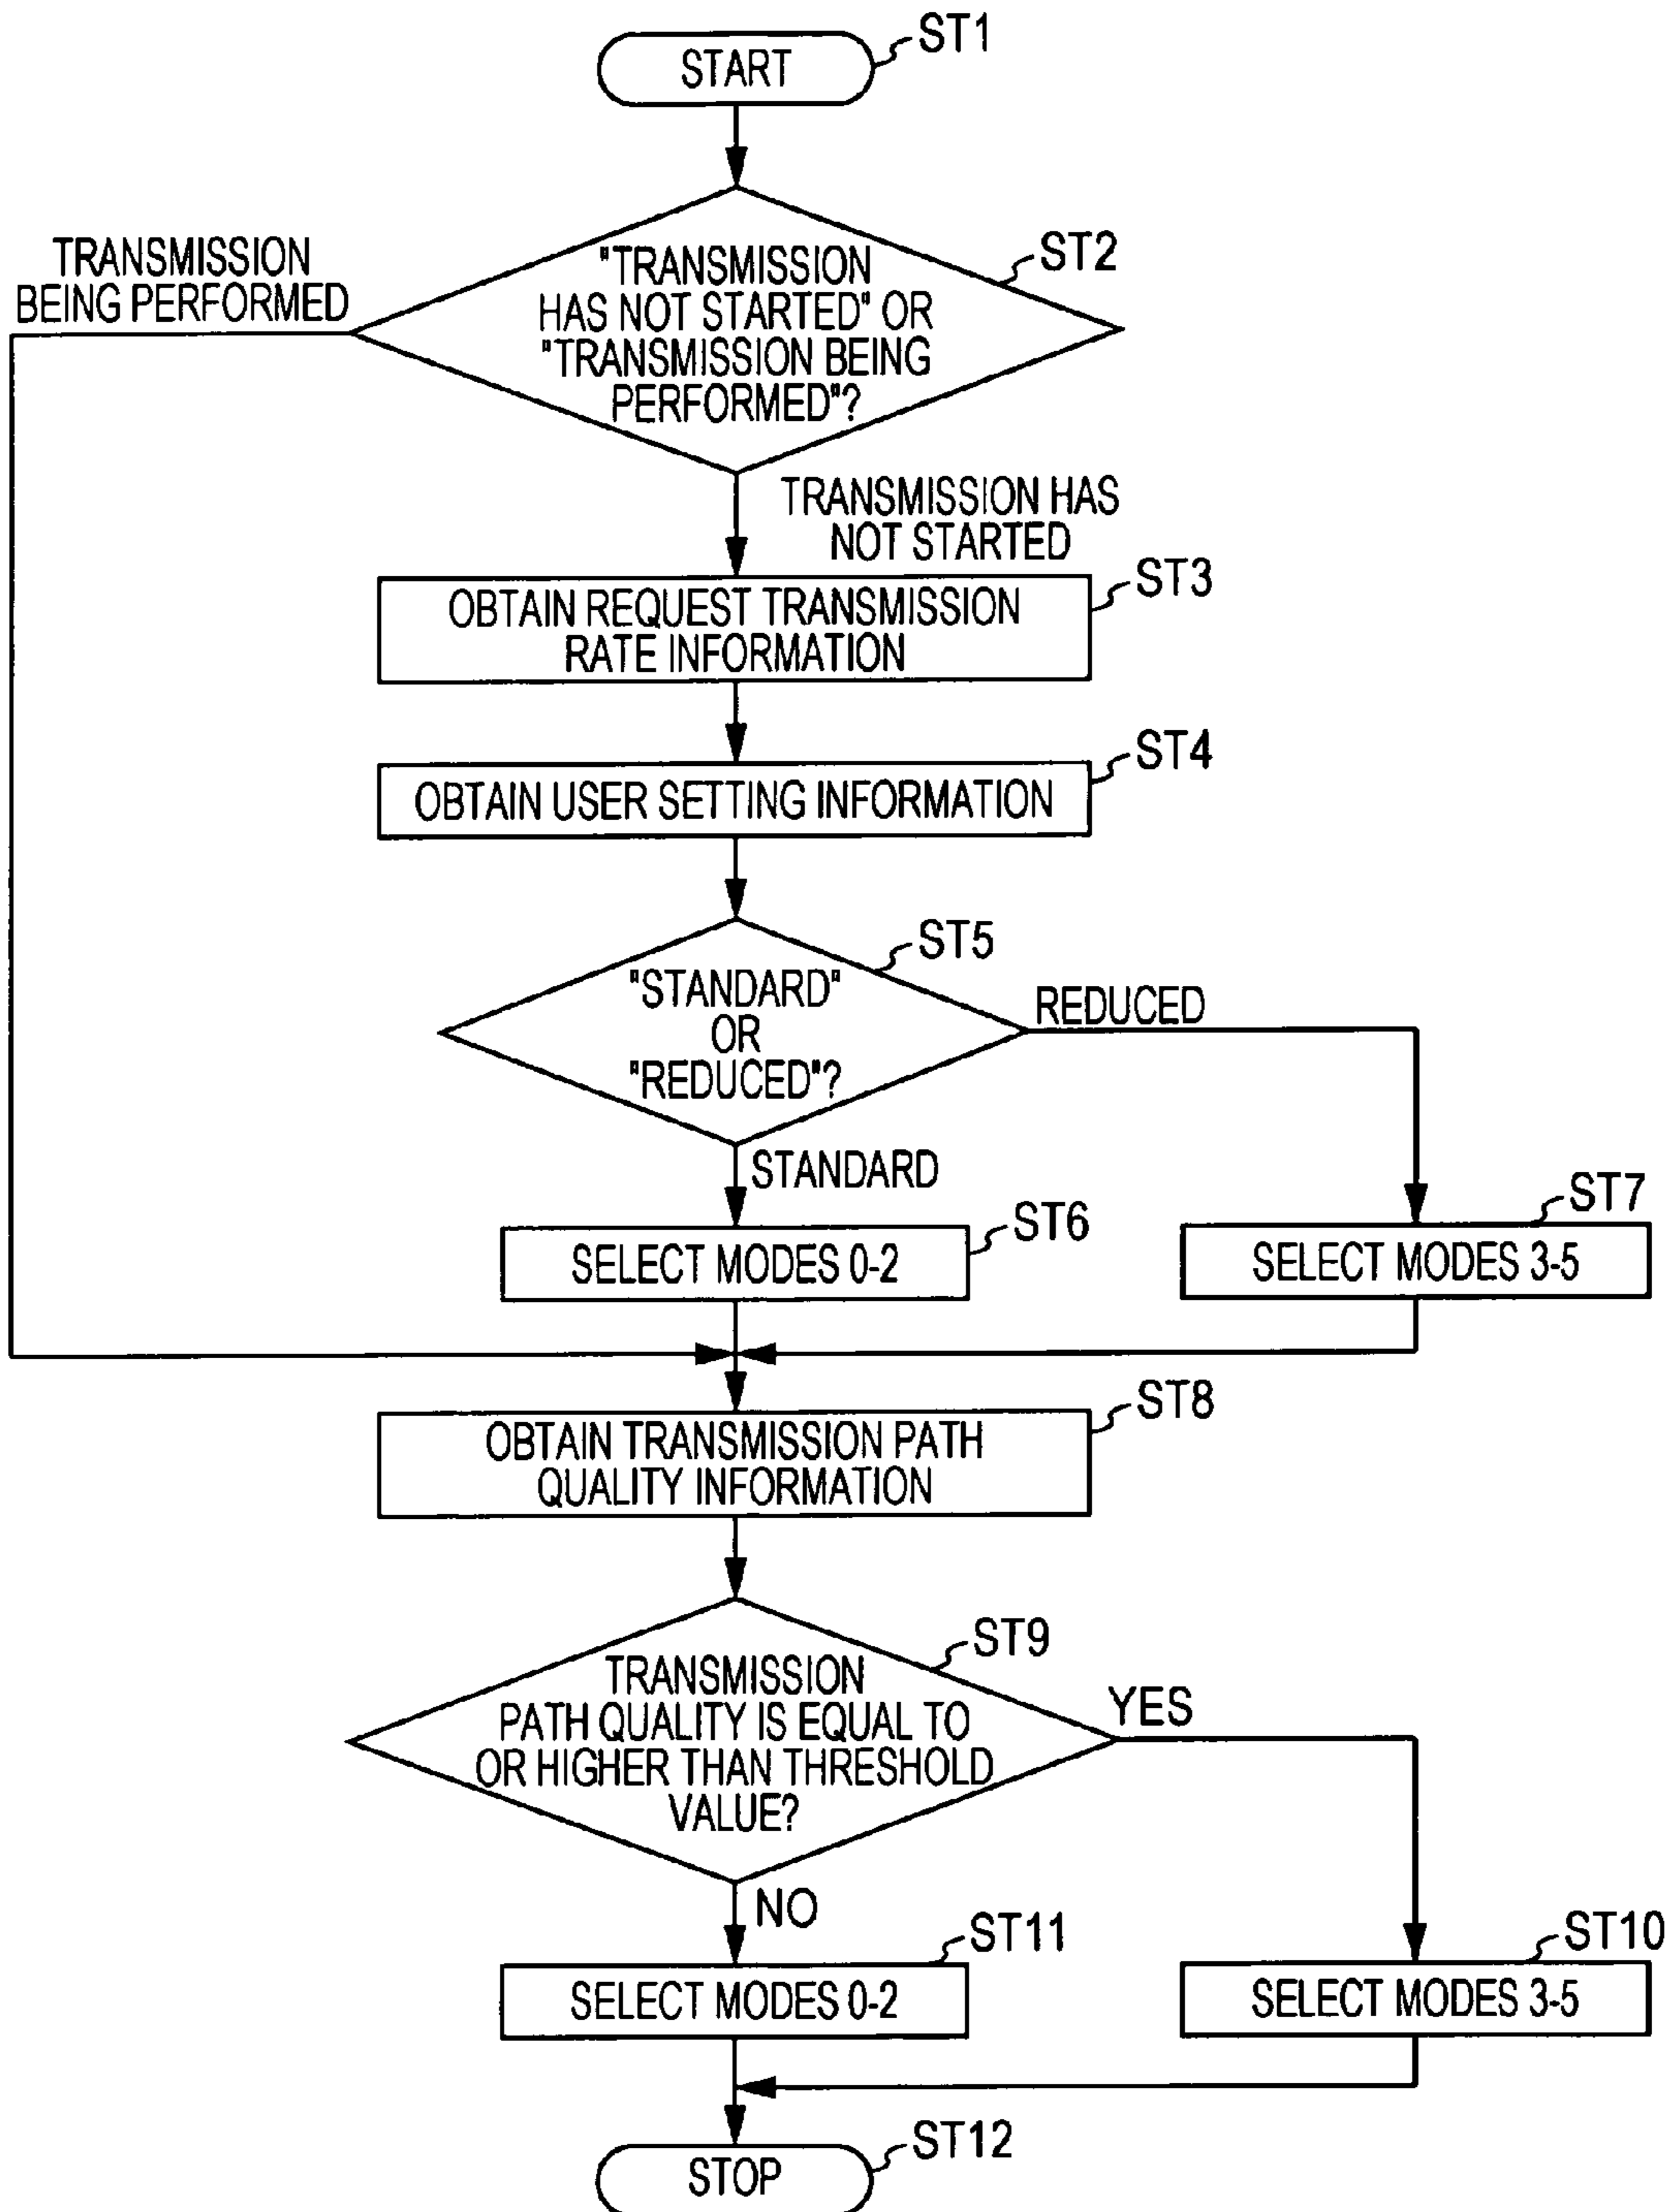 START
ST1
"TRANSMISSION
HAS NOT STARTED" OR
"TRANSMISSION BEING
PERFORMED"?
ST2
TRANSMISSION
BEING PERFORMED
TRANSMISSION HAS
NOT STARTED
OBTAIN REQUEST TRANSMISSION
RATE INFORMATION
ST3
OBTAIN USER SETTING INFORMATION
ST4
"STANDARD"
OR
"REDUCED"?
ST5
REDUCED
STANDARD
SELECT MODES 0-2
ST6
SELECT MODES 3-5
ST7
OBTAIN TRANSMISSION PATH
QUALITY INFORMATION
ST8
TRANSMISSION
PATH QUALITY IS EQUAL TO
OR HIGHER THAN THRESHOLD
VALUE?
ST9
YES
NO
SELECT MODES 0-2
ST11
SELECT MODES 3-5
ST10
STOP
ST12